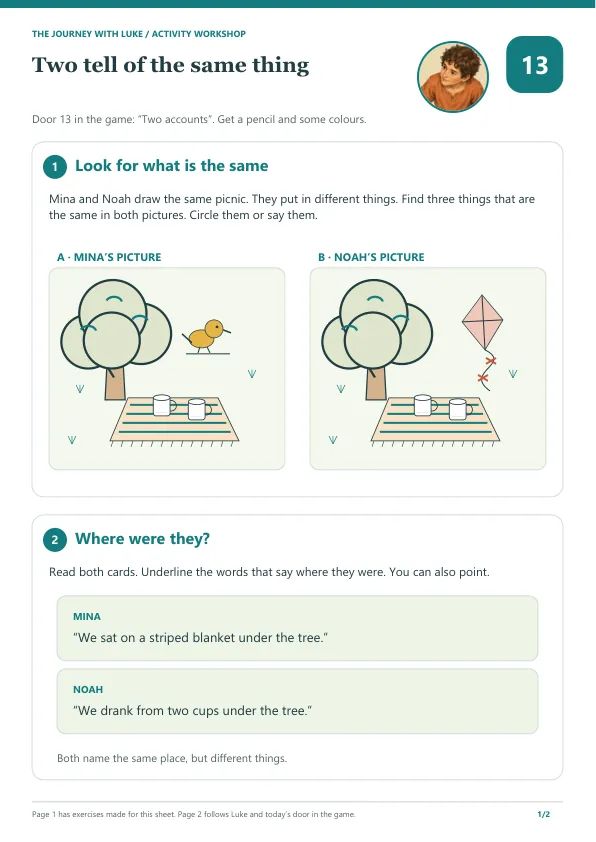 THE JOURNEY WITH LUKE / ACTIVITY WORKSHOP
Two tell of the same thing
13
Door 13 in the game: “Two accounts”. Get a pencil and some colours.
1 Look for what is the same
Mina and Noah draw the same picnic. They put in different things. Find three things that are
the same in both pictures. Circle them or say them.
A · MINA’S PICTURE
B · NOAH’S PICTURE
2 Where were they?
Read both cards. Underline the words that say where they were. You can also point.
MINA
“We sat on a striped blanket under the tree.”
NOAH
“We drank from two cups under the tree.”
Both name the same place, but different things.
Page 1 has exercises made for this sheet. Page 2 follows Luke and today’s door in the game.
1/2